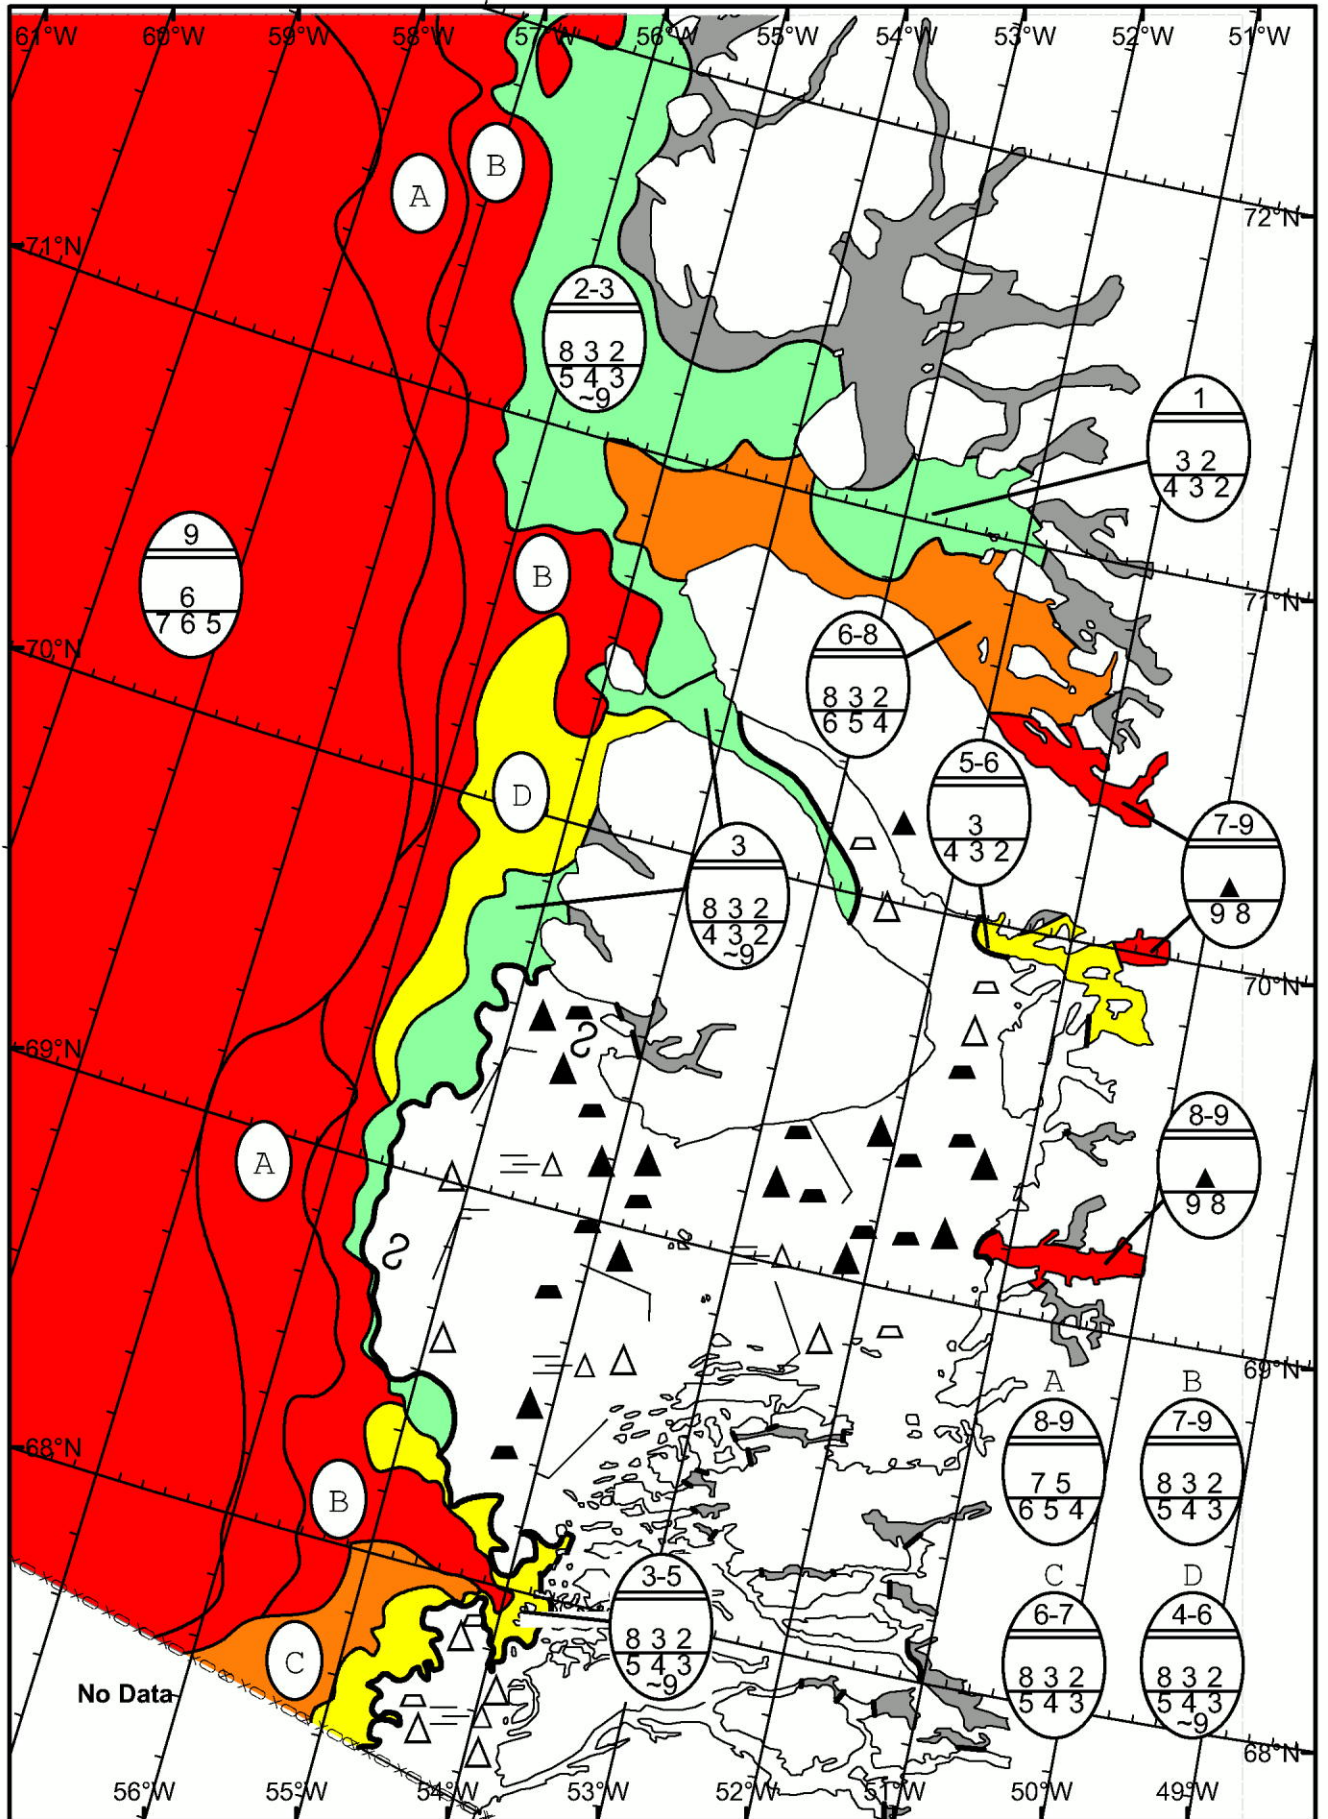 61°W 60°W 59°W 58°W 57°W 56°W 55°W 54°W 53°W 52°W 51°W
B
A
72°N
71°N
2-3
8 3 2
5 4 3
~9
1
3 2
4 3 2
9
6
7 6 5
B
71°N
70°N
6-8
8 3 2
6 5 4
D
5-6
3
4 3 2
7-9
9 8
3
8 3 2
4 3 2
~9
70°N
69°N
8-9
9 8
A
69°N
A B
8-9 7-9
7 5 8 3 2
6 5 4 5 4 3
68°N
B
C D
3-5
8 3 2
5 4 3
~9
6-7 4-6
8 3 2 8 3 2
5 4 3 5 4 3
~9
C
No Data
68°N
56°W 55°W 54°W 53°W 52°W 51°W 50°W 49°W